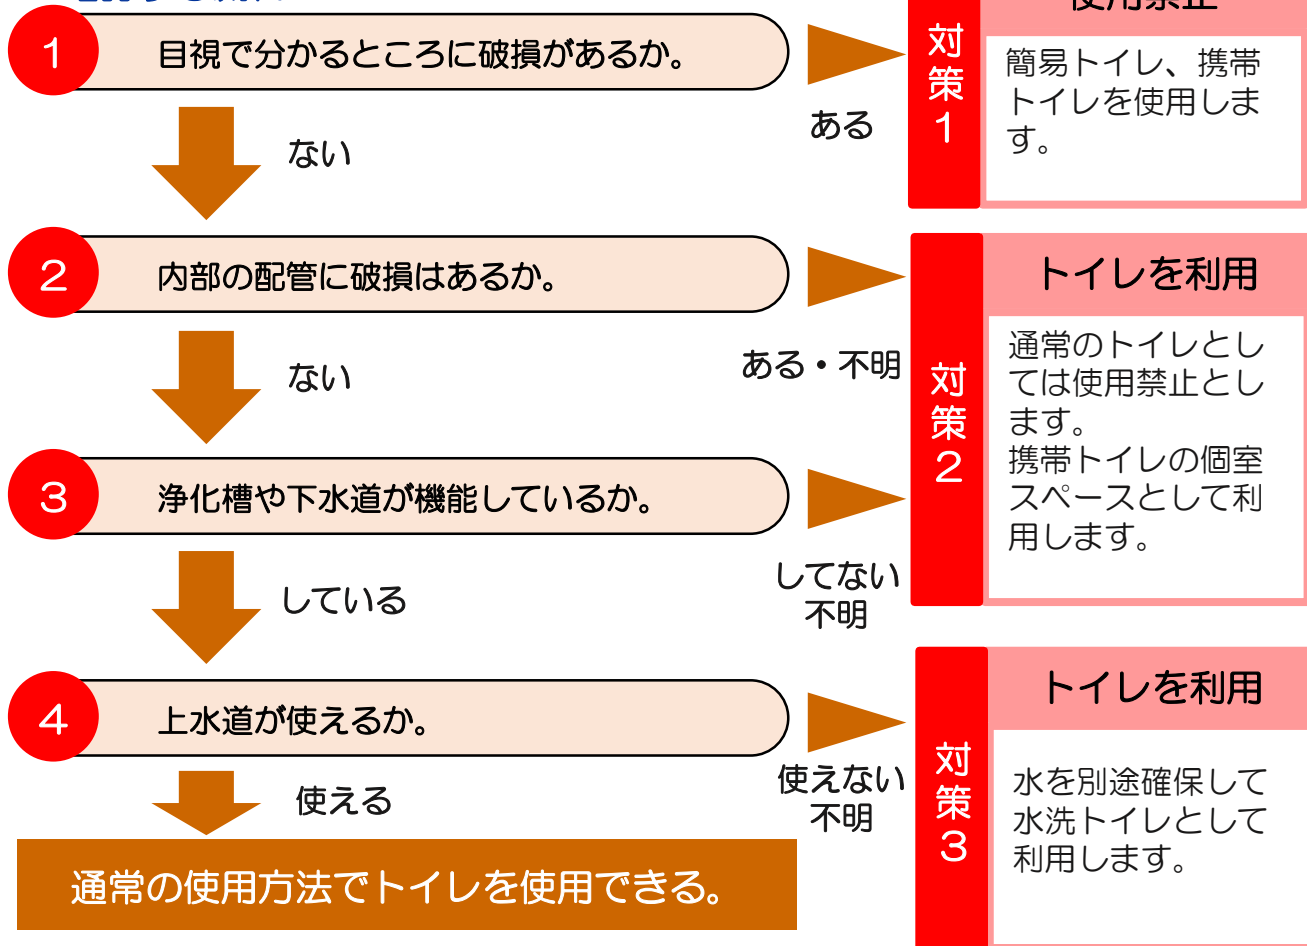 1
目視で分かるところに破損があるか。
ある
ない
対策1
使用禁止
簡易トイレ、携帯
トイレを使用しま
す。
2
内部の配管に破損はあるか。
ある・不明
ない
対策2
トイレを利用
通常のトイレとし
ては使用禁止とし
ます。
携帯トイレの個室
スペースとして利
用します。
3
浄化槽や下水道が機能しているか。
してない
不明
している
4
上水道が使えるか。
使えない
不明
使える
対策3
トイレを利用
水を別途確保して
水洗トイレとして
利用します。
通常の使用方法でトイレを使用できる。